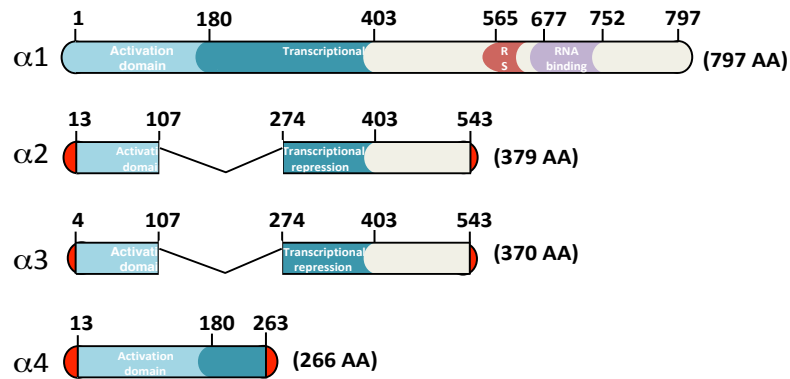 1 180 403 565 677 752 797
α1 Activation domain Transcriptional R S RNA binding (797 AA)
13 107 274 403 543
α2 Activati domain Transcriptional repression (379 AA)
4 107 274 403 543
α3 Activati domain Transcriptional repression (370 AA)
13 180 263
α4 Activation domain (266 AA)